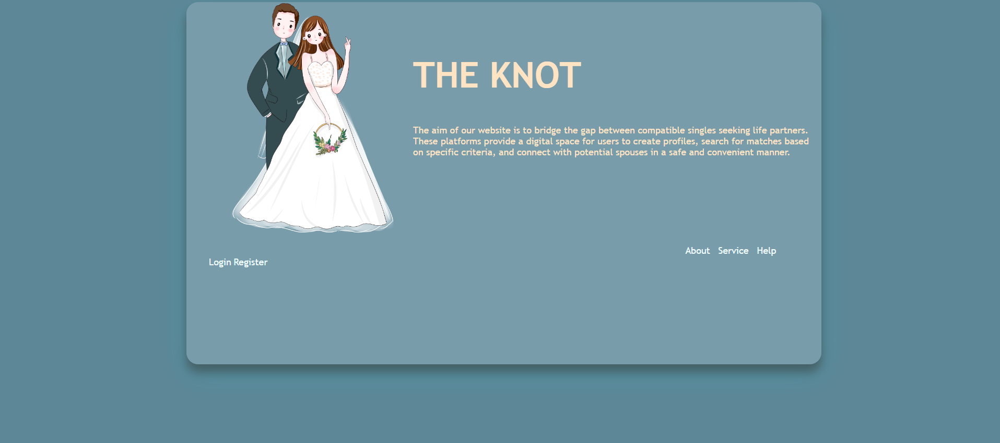 THE KNOT
The aim of our website is to bridge the gap between compatible singles seeking life partners.
These platforms provide a digital space for users to create profiles, search for matches based
on specific criteria, and connect with potential spouses in a safe and convenient manner.
About Service Help
Login Register